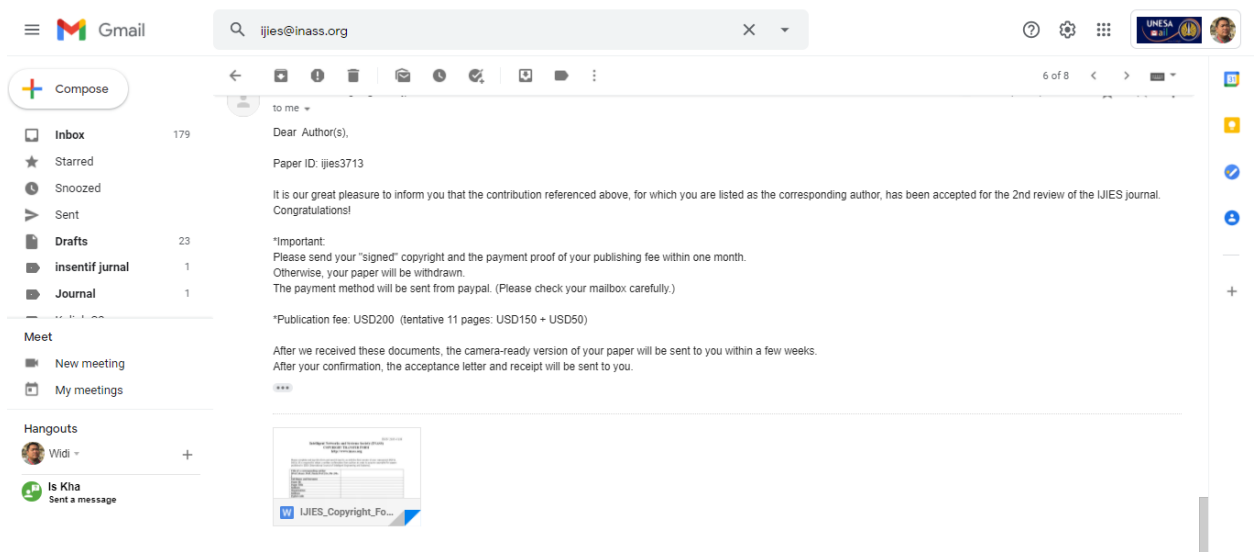 Gmail
ijies@inass.org
UNESA
Compose
6 of 8
to me
Inbox 179
Starred
Snoozed
Sent
Drafts 23
insentif jurnal 1
Journal 1
Meet
New meeting
My meetings
Hangouts
Widi
Is Kha
Sent a message
Dear Author(s),
Paper ID: ijies3713
It is our great pleasure to inform you that the contribution referenced above, for which you are listed as the corresponding author, has been accepted for the 2nd review of the IJIES journal.
Congratulations!
*Important:
Please send your "signed" copyright and the payment proof of your publishing fee within one month.
Otherwise, your paper will be withdrawn.
The payment method will be sent from paypal. (Please check your mailbox carefully.)
*Publication fee: USD200 (tentative 11 pages: USD150 + USD50)
After we received these documents, the camera-ready version of your paper will be sent to you within a few weeks.
After your confirmation, the acceptance letter and receipt will be sent to you.
W IJIES_Copyright_Fo...